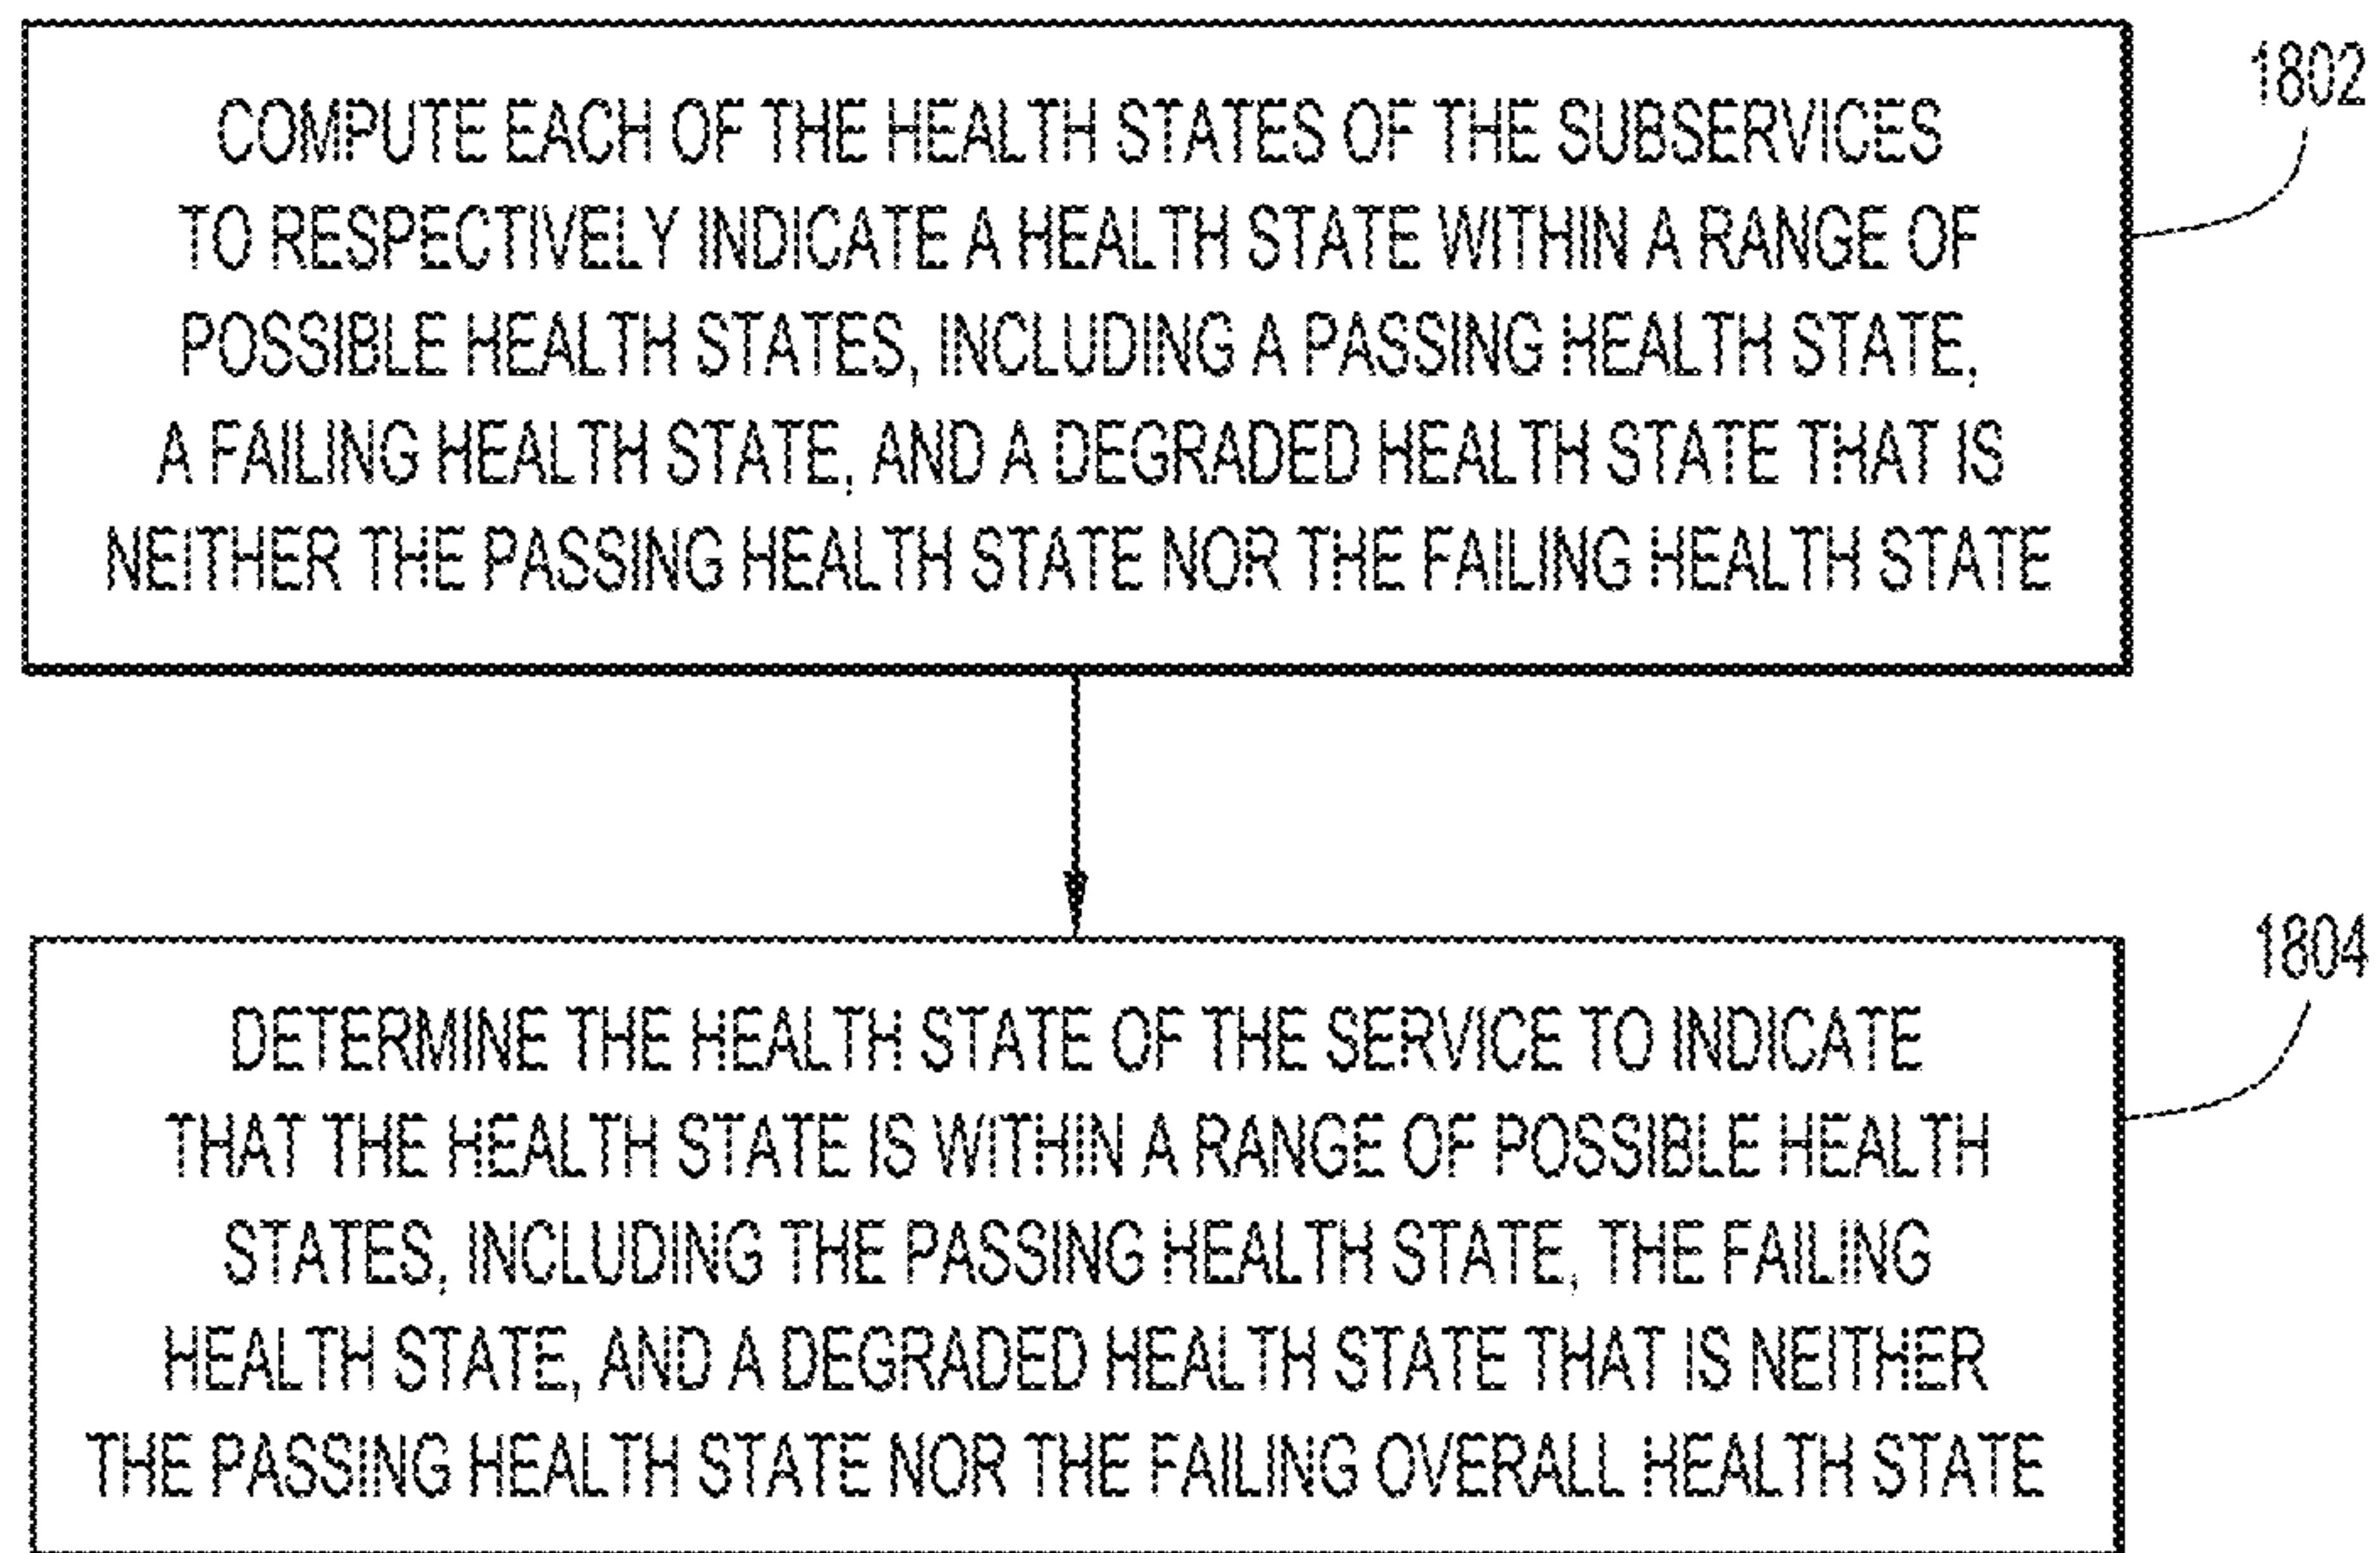 1802
COMPUTE EACH OF THE HEALTH STATES OF THE SUBSERVICES
TO RESPECTIVELY INDICATE A HEALTH STATE WITHIN A RANGE OF
POSSIBLE HEALTH STATES, INCLUDING A PASSING HEALTH STATE,
A FAILING HEALTH STATE, AND A DEGRADED HEALTH STATE THAT IS
NEITHER THE PASSING HEALTH STATE NOR THE FAILING HEALTH STATE
1804
DETERMINE THE HEALTH STATE OF THE SERVICE TO INDICATE
THAT THE HEALTH STATE IS WITHIN A RANGE OF POSSIBLE HEALTH
STATES, INCLUDING THE PASSING HEALTH STATE, THE FAILING
HEALTH STATE, AND A DEGRADED HEALTH STATE THAT IS NEITHER
THE PASSING HEALTH STATE NOR THE FAILING OVERALL HEALTH STATE